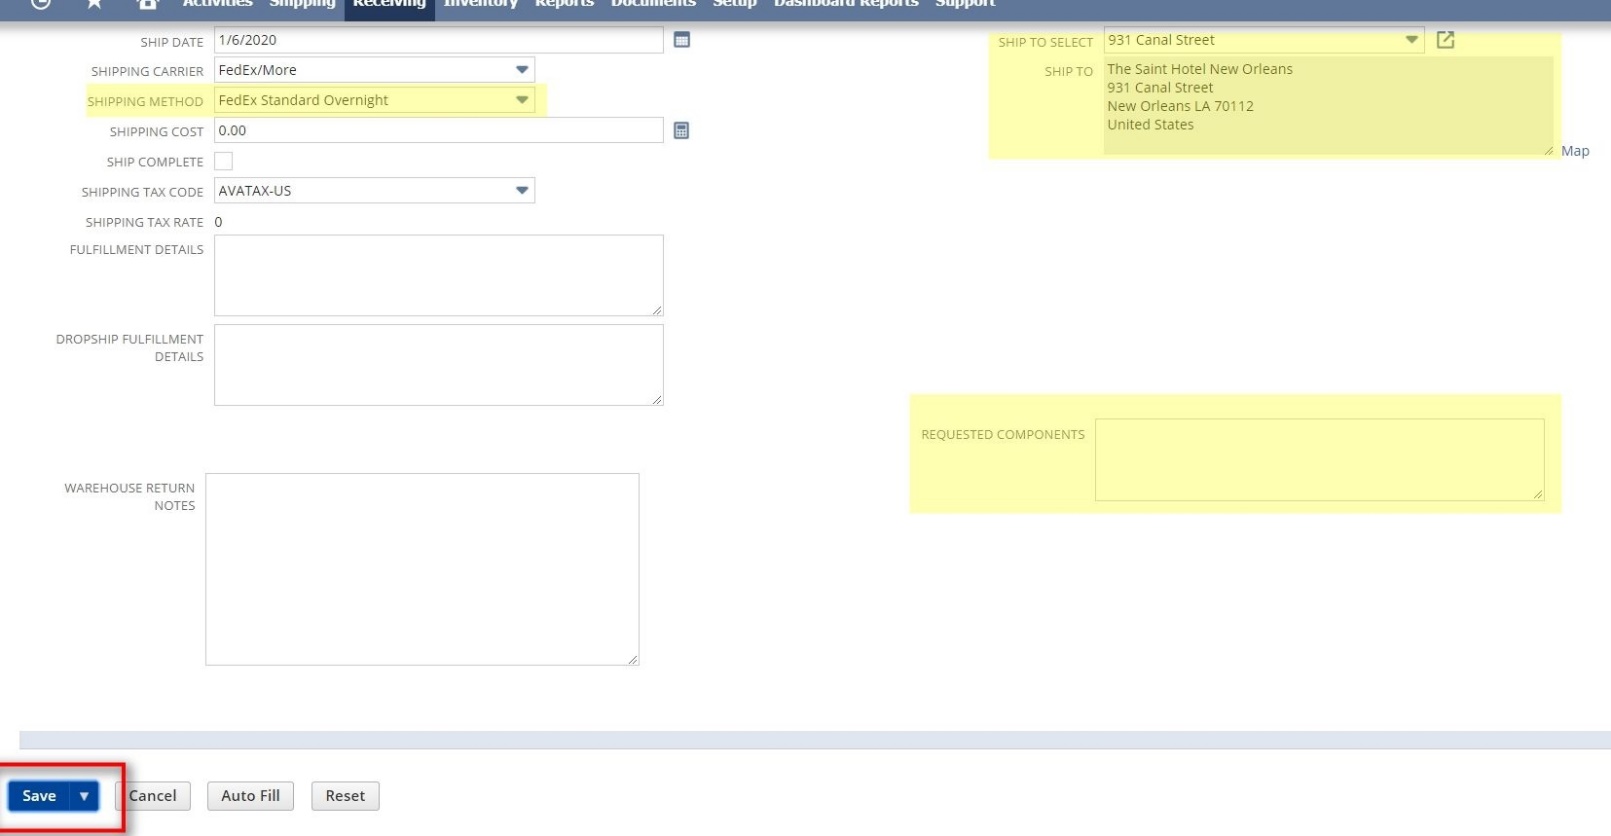 Activities Shipping Receiving Inventory Reports Documents Setup Dashboard Reports Support
SHIP DATE 1/6/2020
SHIPPING CARRIER FedEx/More
SHIPPING METHOD FedEx Standard Overnight
SHIPPING COST 0.00
SHIP COMPLETE
SHIPPING TAX CODE AVATAX-US
SHIPPING TAX RATE 0
FULFILLMENT DETAILS
DROPSHIP FULFILLMENT
DETAILS
WAREHOUSE RETURN
NOTES
SHIP TO SELECT 931 Canal Street
SHIP TO The Saint Hotel New Orleans
931 Canal Street
New Orleans LA 70112
United States
Map
REQUESTED COMPONENTS
Save Cancel Auto Fill Reset